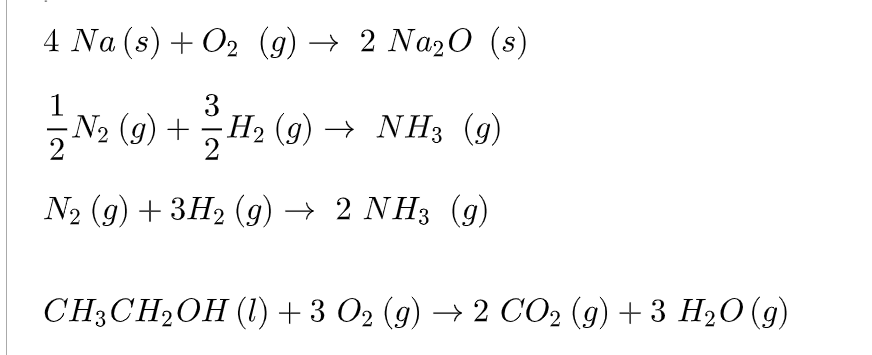 4 Na (s) + O₂ (g) → 2 Na₂O (s)
1/2 N₂ (g) + 3/2 H₂ (g) → NH₃ (g)
N₂ (g) + 3H₂ (g) → 2 NH₃ (g)
CH₃CH₂OH (l) + 3 O₂ (g) → 2 CO₂ (g) + 3 H₂O (g)